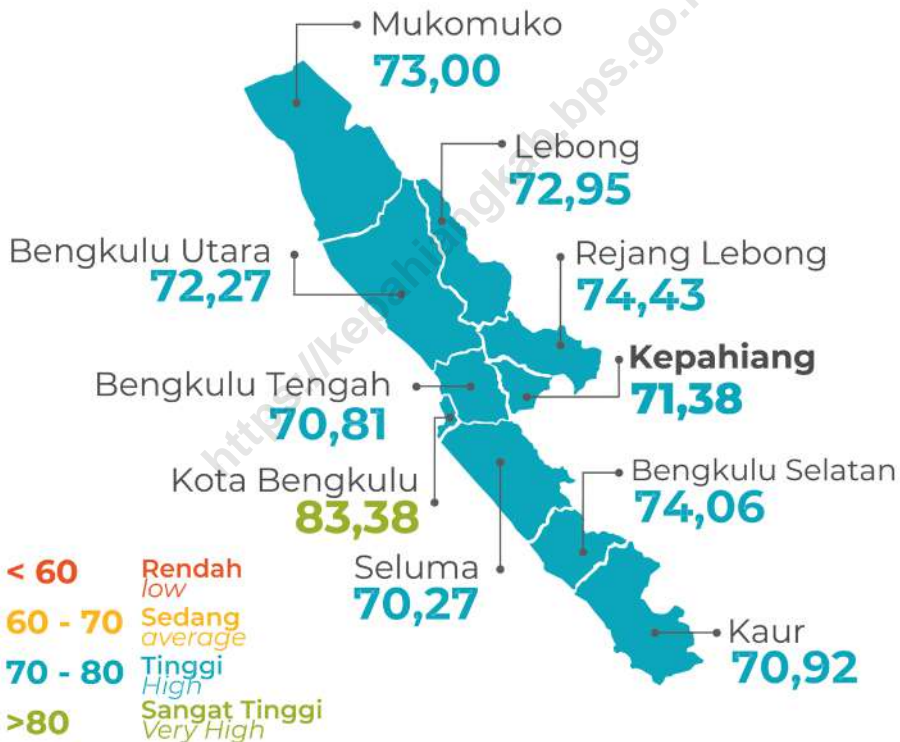 Mukomuko
73,00
Lebong
72,95
Bengkulu Utara
72,27
Rejang Lebong
74,43
Kepahiang
71,38
Bengkulu Tengah
70,81
Kota Bengkulu
83,38
Bengkulu Selatan
74,06
Seluma
70,27
Kaur
70,92
< 60 Rendah
low
60 - 70 Sedang
average
70 - 80 Tinggi
High
>80 Sangat Tinggi
Very High
https://kepahiangkab.bps.go.i